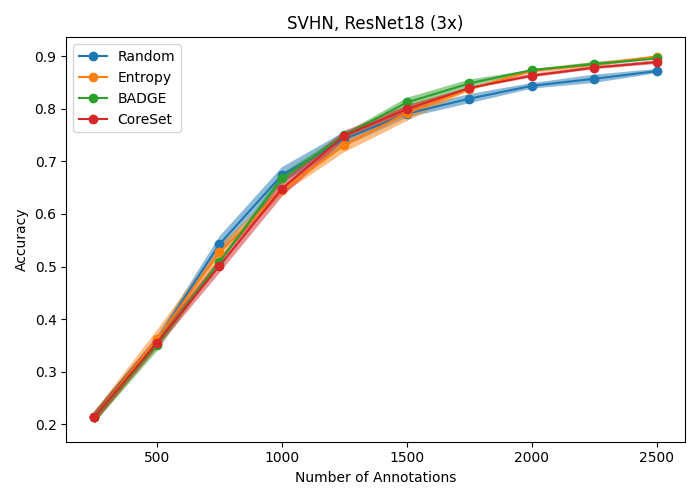 SVHN, ResNet18 (3x)
Random
Entropy
BADGE
CoreSet
Accuracy
0.9
0.8
0.7
0.6
0.5
0.4
0.3
0.2
500 1000 1500 2000 2500
Number of Annotations